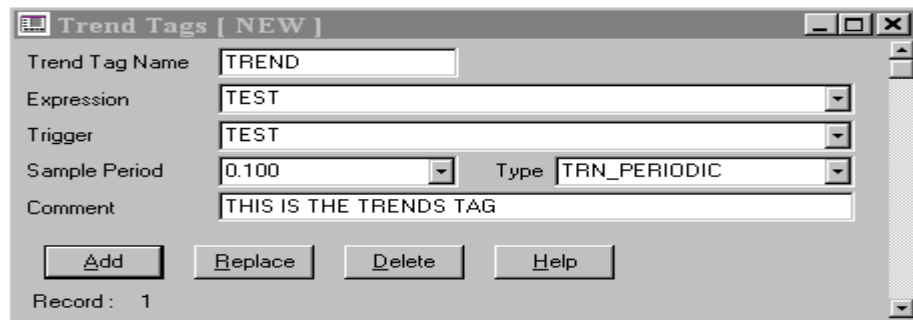 Trend Tags [ NEW ]
Trend Tag Name TREND
Expression TEST
Trigger TEST
Sample Period 0.100 Type TRN_PERIODIC
Comment THIS IS THE TRENDS TAG
Add Replace Delete Help
Record : 1